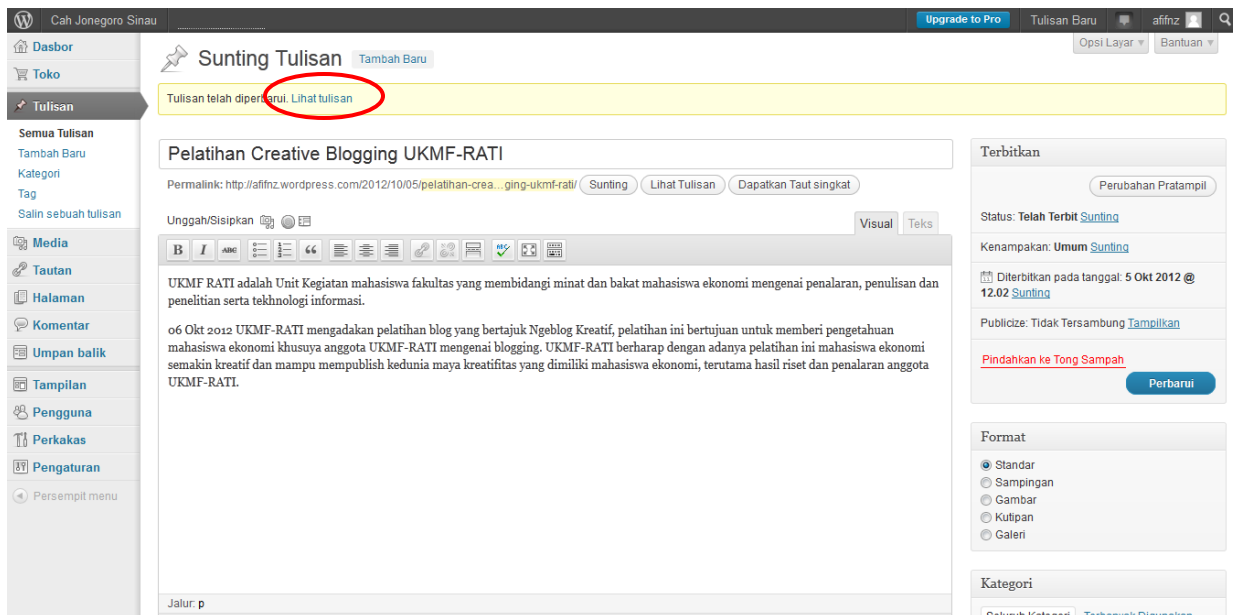 Cah Jonegoro Sinau
Upgrade to Pro
Tulisan Baru
afifnz
Dasbor
Toko
Tulisan
Semua Tulisan
Tambah Baru
Kategori
Tag
Salin sebuah tulisan
Media
Tautan
Halaman
Komentar
Umpan balik
Tampilan
Pengguna
Perkakas
Pengaturan
Persempit menu
Opsi Layar
Bantuan
Sunting Tulisan Tambah Baru
Tulisan telah diperbarui. Lihat tulisan
Pelatihan Creative Blogging UKMF-RATI
Permalink: http://afifnz.wordpress.com/2012/10/05/pelatihan-crea...ging-ukmf-rati/ Sunting Lihat Tulisan Dapatkan Taut singkat
Unggah/Sisipkan
Visual Teks
B I ABC ABC
UKMF RATI adalah Unit Kegiatan mahasiswa fakultas yang membidangi minat dan bakat mahasiswa ekonomi mengenai penalaran, penulisan dan
penelitian serta tekhnologi informasi.
06 Okt 2012 UKMF-RATI mengadakan pelatihan blog yang bertajuk Ngeblog Kreatif, pelatihan ini bertujuan untuk memberi pengetahuan
mahasiswa ekonomi khusuya anggota UKMF-RATI mengenai blogging. UKMF-RATI berharap dengan adanya pelatihan ini mahasiswa ekonomi
semakin kreatif dan mampu mempublish kedunia maya kreatifitas yang dimiliki mahasiswa ekonomi, terutama hasil riset dan penalaran anggota
UKMF-RATI.
Jalur: p
Terbitkan
Perubahan Pratampil
Status: Telah Terbit Sunting
Kenampakan: Umum Sunting
Diterbitkan pada tanggal: 5 Okt 2012 @
12.02 Sunting
Publicize: Tidak Tersambung Tampilkan
Pindahkan ke Tong Sampah
Perbarui
Format
Standar
Sampingan
Gambar
Kutipan
Galeri
Kategori
Seluruh Kategori Terbanyak Digunakan